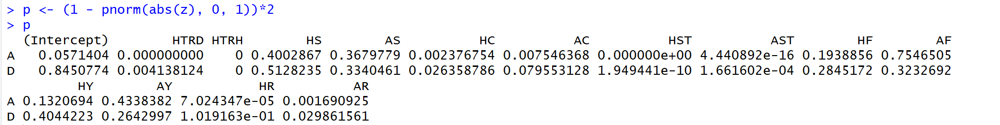 > p <- (1 - pnorm(abs(z), 0, 1))*2
> p
  (Intercept)        HTRD HTRH        HS        AS          HC          AC          HST          AST        HF        AF
A   0.0571404 0.000000000    0 0.4002867 0.3679779 0.002376754 0.007546368 0.000000e+00 4.440892e-16 0.1938856 0.7546505
D   0.8450774 0.004138124    0 0.5128235 0.3340461 0.026358786 0.079553128 1.949441e-10 1.661602e-04 0.2845172 0.3232692
         HY        AY           HR          AR
A 0.1320694 0.4338382 7.024347e-05 0.001690925
D 0.4044223 0.2642997 1.019163e-01 0.029861561